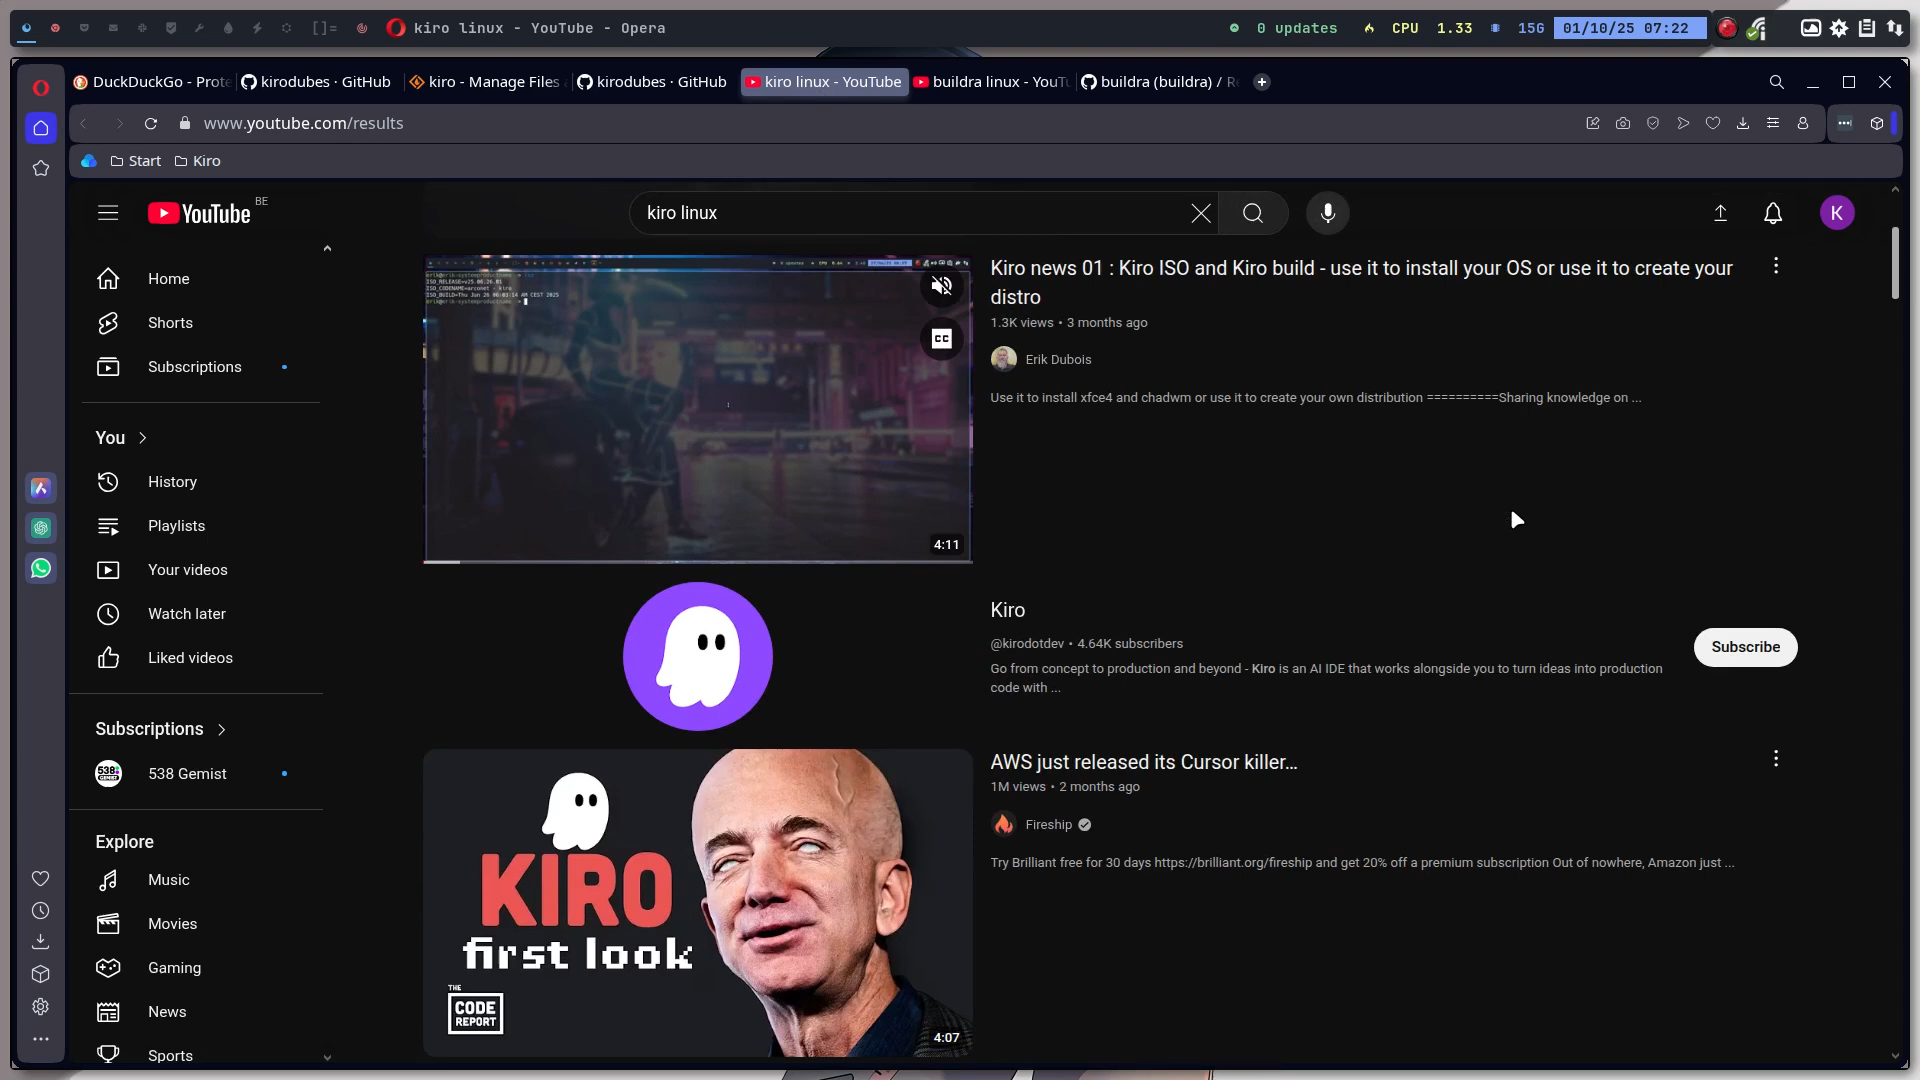 []=
kiro linux - YouTube - Opera
0 updates
CPU 1.33
15G
01/10/25 07:22
DuckDuckGo - Prote
kirodubes · GitHub
kiro - Manage Files
kirodubes · GitHub
kiro linux - YouTube
buildra linux - YouTu
buildra (buildra) / Re
www.youtube.com/results
Start
Kiro
YouTube BE
kiro linux
K
Home
Shorts
Subscriptions
You
History
Playlists
Your videos
Watch later
Liked videos
Subscriptions
538 Gemist
Explore
Music
Movies
Gaming
News
Sports
CC
4:11
Kiro news 01 : Kiro ISO and Kiro build - use it to install your OS or use it to create your
distro
1.3K views • 3 months ago
Erik Dubois
Use it to install xfce4 and chadwm or use it to create your own distribution ==========Sharing knowledge on ...
Kiro
@kirodotdev • 4.64K subscribers
Go from concept to production and beyond - Kiro is an AI IDE that works alongside you to turn ideas into production
code with ...
Subscribe
KIRO
first look
THE
CODE
REPORT
4:07
AWS just released its Cursor killer...
1M views • 2 months ago
Fireship
Try Brilliant free for 30 days https://brilliant.org/fireship and get 20% off a premium subscription Out of nowhere, Amazon just ...